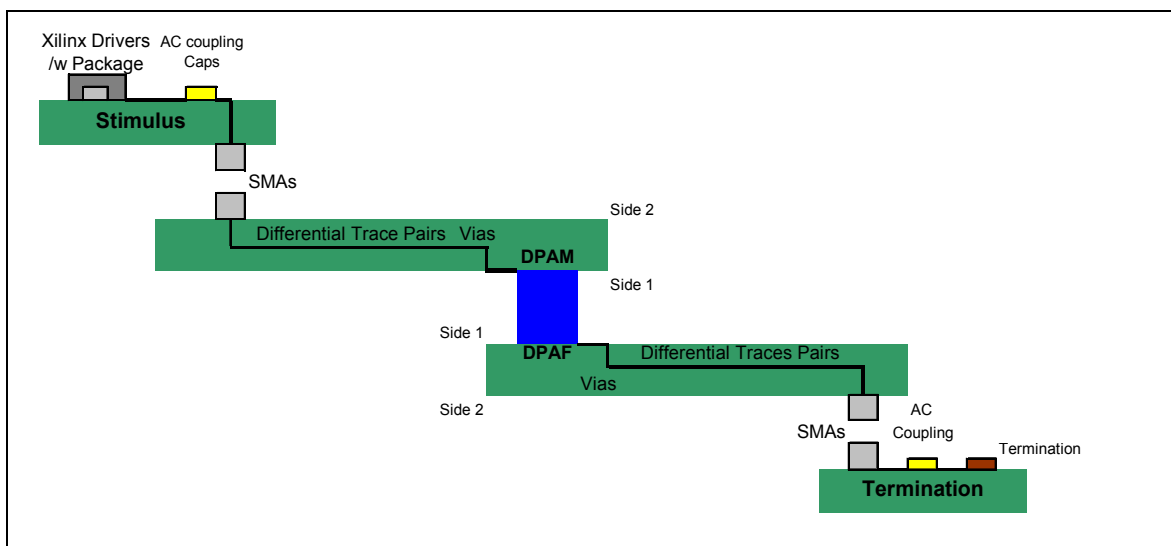 Xilinx Drivers
/w Package
AC coupling
Caps
Stimulus
SMAs
Side 2
Differential Trace Pairs Vias
DPAM
Side 1
Side 1
DPAF
Differential Traces Pairs
Vias
Side 2
SMAs
AC
Coupling
Termination
Termination